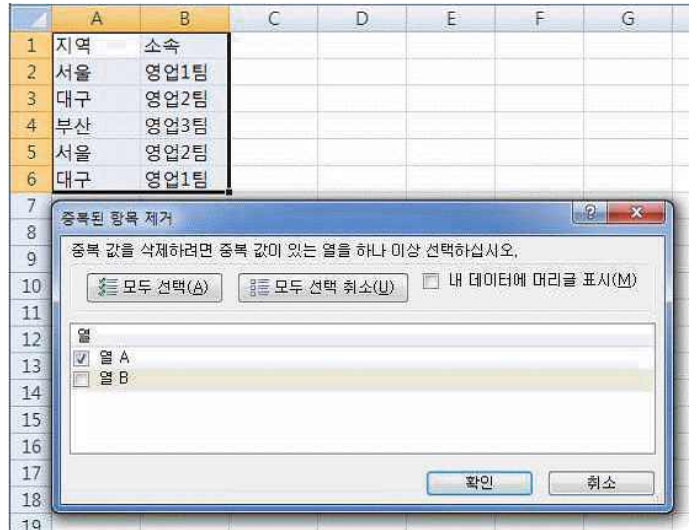 A B C D E F G
1 지역 소속
2 서울 영업1팀
3 대구 영업2팀
4 부산 영업3팀
5 서울 영업2팀
6 대구 영업1팀
7
중복된 항목 제거
8
중복 값을 삭제하려면 중복 값이 있는 열을 하나 이상 선택하십시오.
9
10 모두 선택(A) 모두 선택 취소(U) 내 데이터에 머리글 표시(M)
11
12 열
13 열 A
열 B
14
15
16
17 확인 취소
18
19